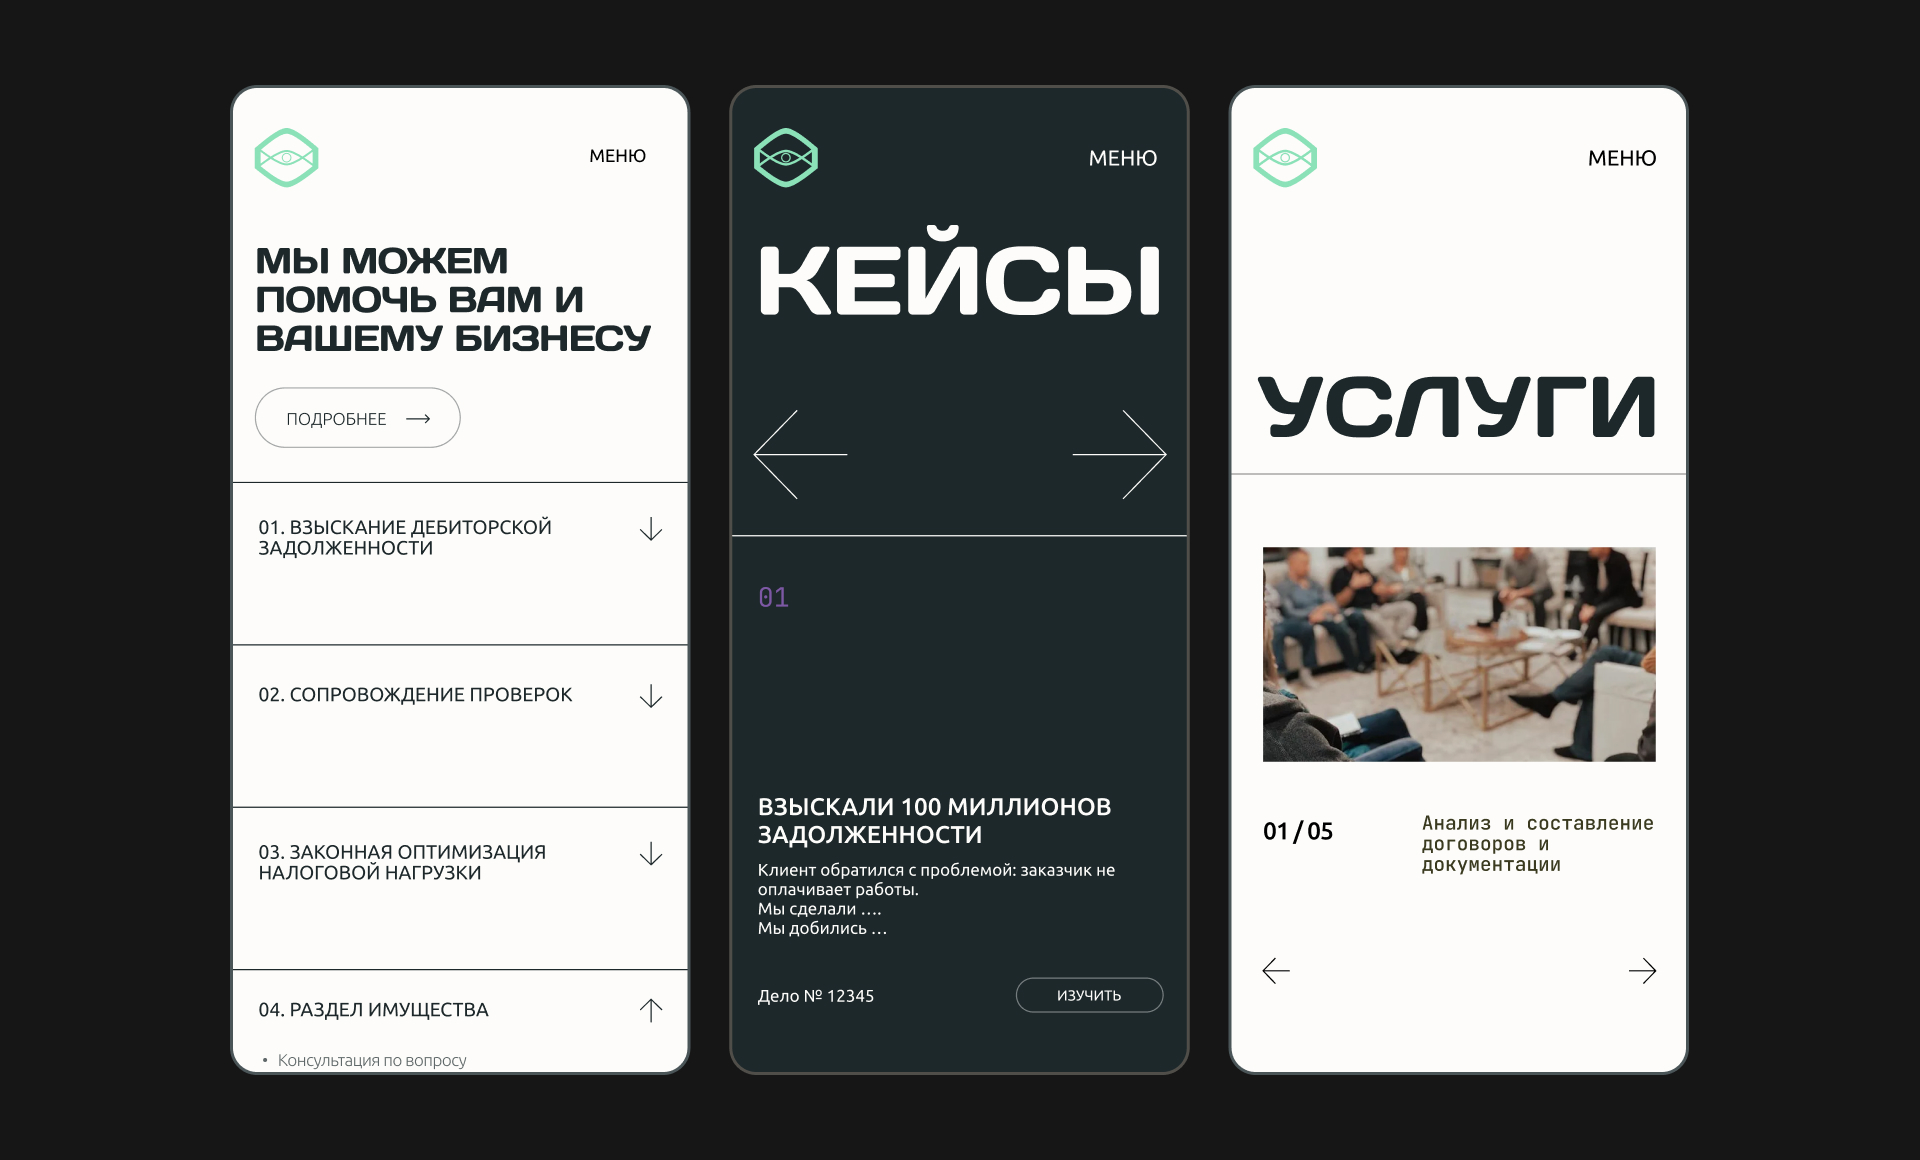 МЕНЮ
МЫ МОЖЕМ
ПОМОЧЬ ВАМ И
ВАШЕМУ БИЗНЕСУ
ПОДРОБНЕЕ
01. ВЗЫСКАНИЕ ДЕБИТОРСКОЙ
ЗАДОЛЖЕННОСТИ
02. СОПРОВОЖДЕНИЕ ПРОВЕРОК
03. ЗАКОННАЯ ОПТИМИЗАЦИЯ
НАЛОГОВОЙ НАГРУЗКИ
04. РАЗДЕЛ ИМУЩЕСТВА
• Консультация по вопросу
МЕНЮ
КЕЙСЫ
01
ВЗЫСКАЛИ 100 МИЛЛИОНОВ
ЗАДОЛЖЕННОСТИ
Клиент обратился с проблемой: заказчик не
оплачивает работы.
Мы сделали ....
Мы добились ...
Дело № 12345
ИЗУЧИТЬ
МЕНЮ
УСЛУГИ
01 / 05
Анализ и составление
договоров и
документации